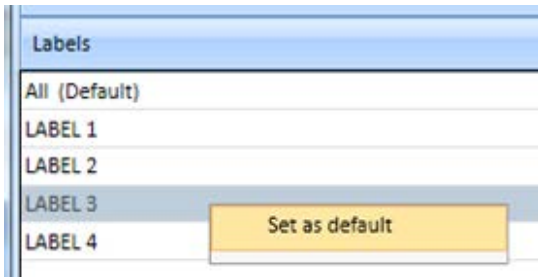 Labels
All (Default)
LABEL 1
LABEL 2
LABEL 3
Set as default
LABEL 4